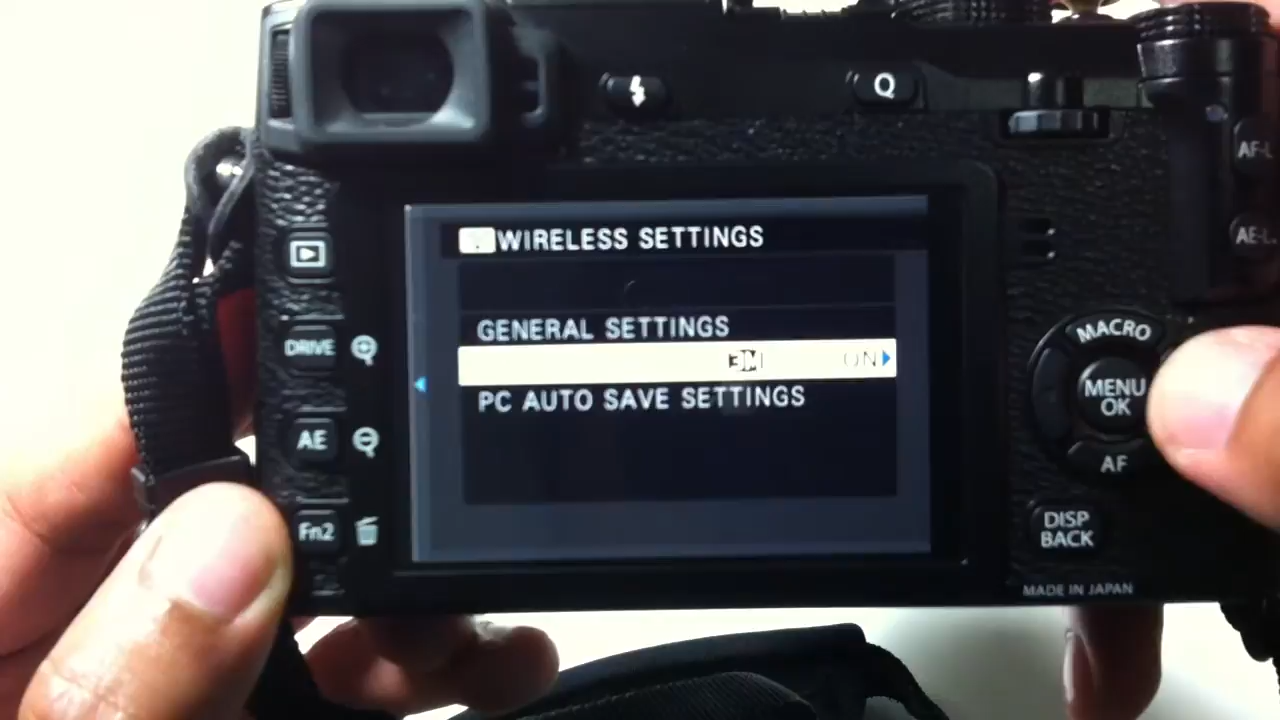 Q
AF-L
AE-L
WIRELESS SETTINGS
GENERAL SETTINGS
3M ON
PC AUTO SAVE SETTINGS
DRIVE
AE
Fn2
MACRO
MENU
OK
AF
DISP
BACK
MADE IN JAPAN